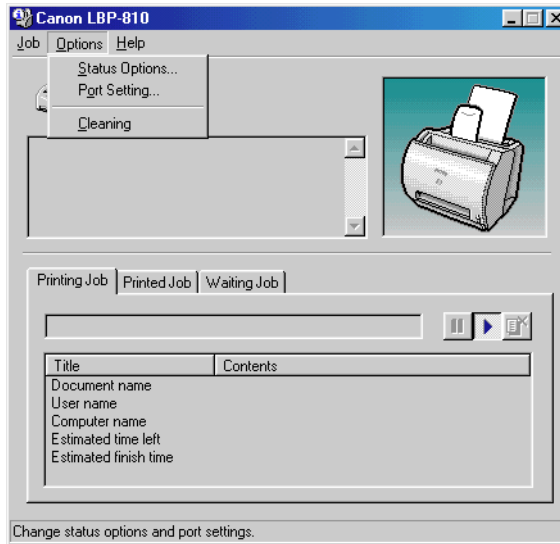 Canon LBP-810
Job Options Help
Status Options...
Port Setting...
Cleaning
Printing Job Printed Job Waiting Job
Title Contents
Document name
User name
Computer name
Estimated time left
Estimated finish time
Change status options and port settings.